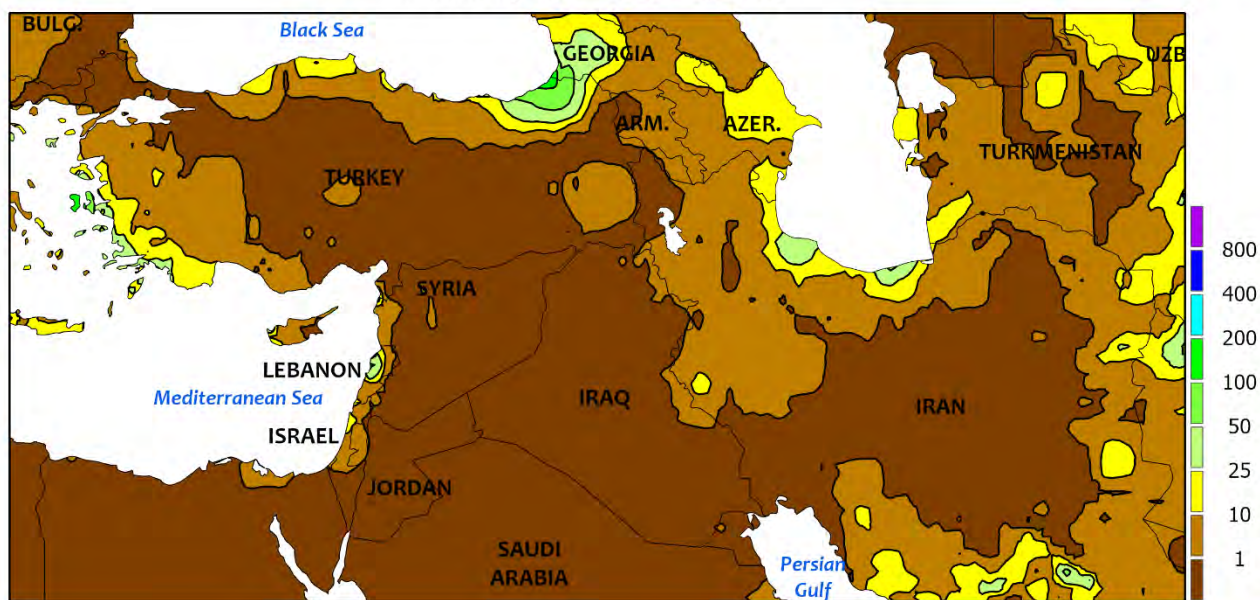 BULG.
Black Sea
GEORGIA
UZB
ARM.
AZER.
TURKMENISTAN
TURKEY
SYRIA
LEBANON
Mediterranean Sea
IRAQ
IRAN
ISRAEL
JORDAN
SAUDI
ARABIA
Persian
Gulf
800
400
200
100
50
25
10
1